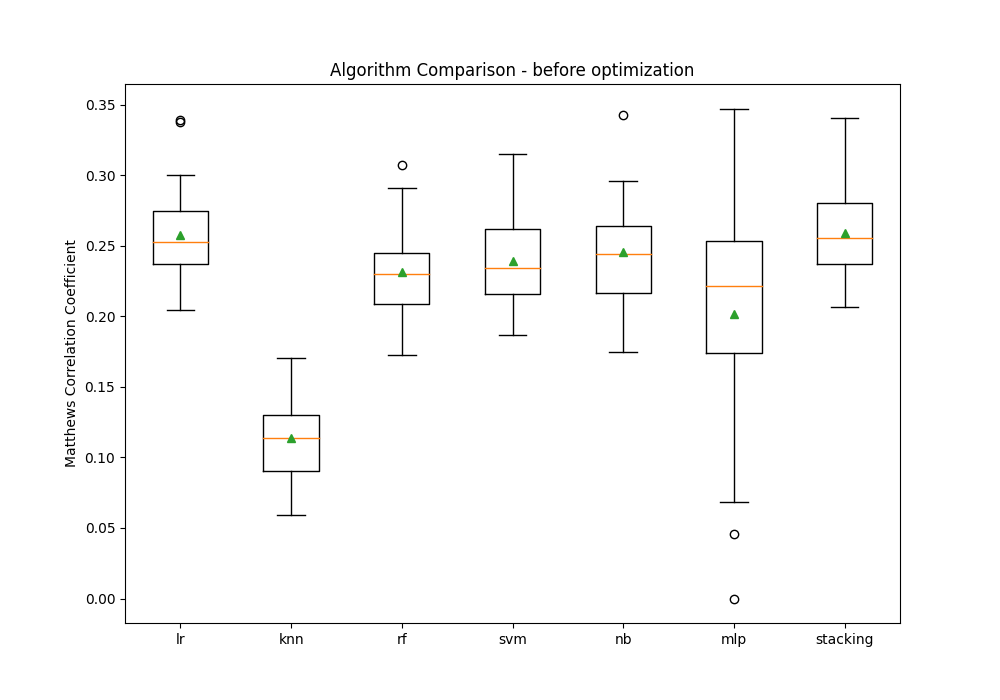 Algorithm Comparison - before optimization
Matthews Correlation Coefficient
0.35
0.30
0.25
0.20
0.15
0.10
0.05
0.00
lr knn rf svm nb mlp stacking